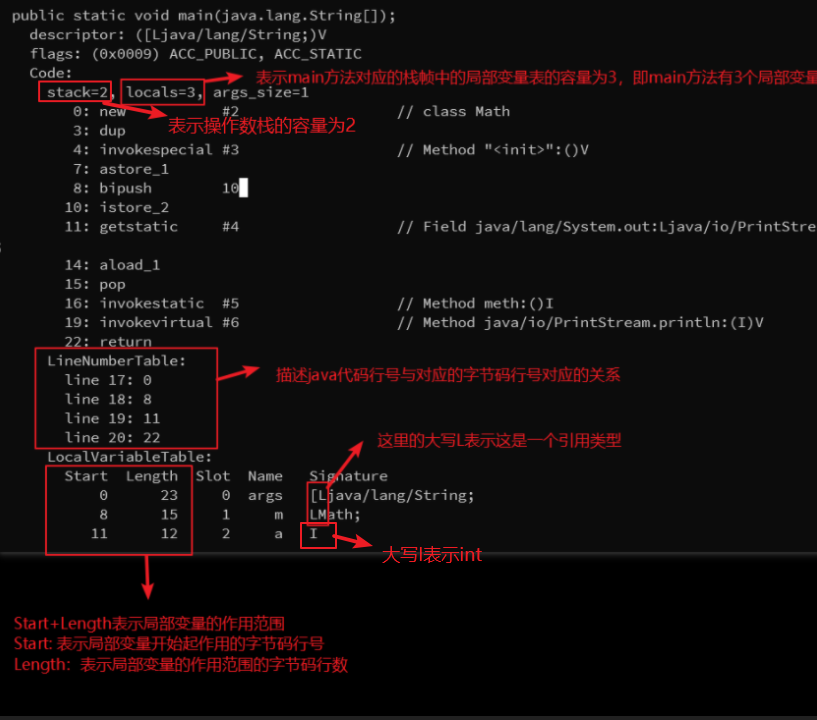 public static void main(java.lang.String[]);
descriptor: ([Ljava/lang/String;)V
flags: (0x0009) ACC_PUBLIC, ACC_STATIC
Code:
表示main方法对应的栈帧中的局部变量表的容量为3，即main方法有3个局部变量
stack=2, locals=3, args_size=1
0: new #2 // class Math
表示操作数栈的容量为2
3: dup
4: invokespecial #3 // Method "<init>":()V
7: astore_1
8: bipush 10
10: istore_2
11: getstatic #4 // Field java/lang/System.out:Ljava/io/PrintStre
14: aload_1
15: pop
16: invokestatic #5 // Method meth:()I
19: invokevirtual #6 // Method java/io/PrintStream.println:(I)V
22: return
LineNumberTable:
描述java代码行号与对应的字节码行号对应的关系
line 17: 0
line 18: 8
line 19: 11
line 20: 22
这里的大写L表示这是一个引用类型
LocalVariableTable:
Start Length Slot Name Signature
0 23 0 args [Ljava/lang/String;
8 15 1 m LMath;
11 12 2 a I
大写I表示int
Start+Length表示局部变量的作用范围
Start: 表示局部变量开始起作用的字节码行号
Length：表示局部变量的作用范围的字节码行数